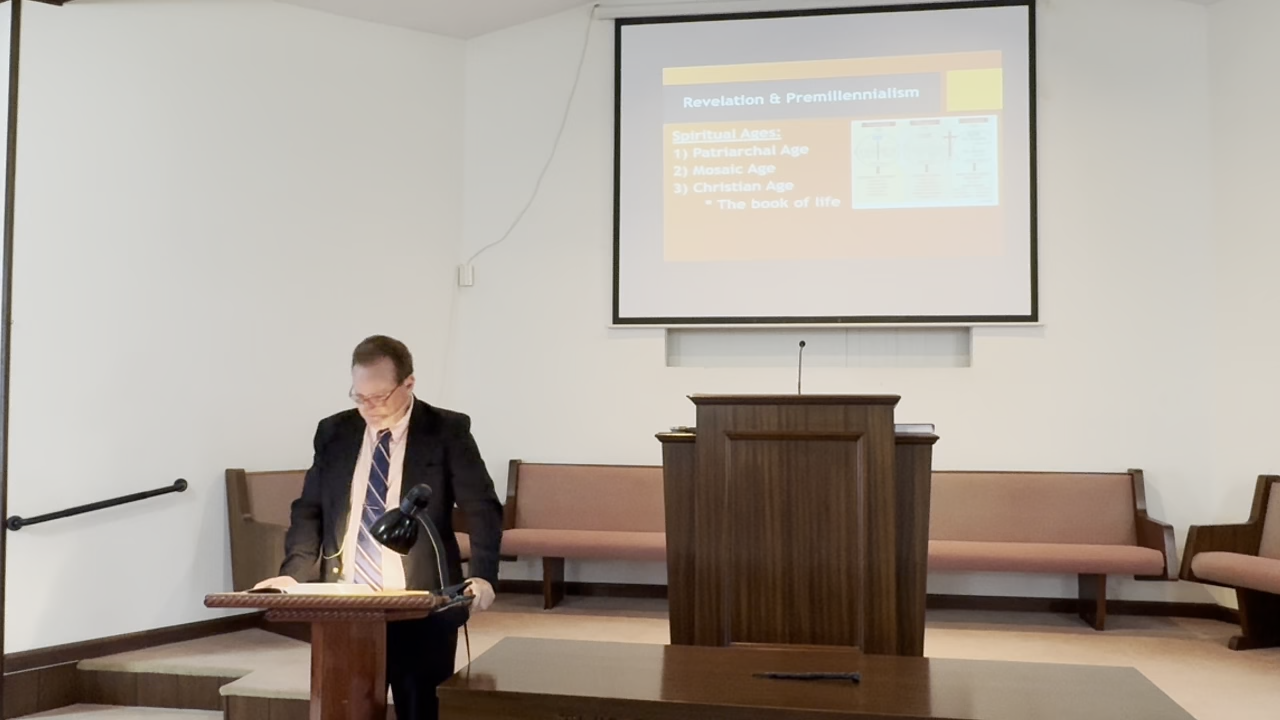 Revelation & Premillennialism
Spiritual Ages:
1) Patriarchal Age
2) Mosaic Age
3) Christian Age
* The book of life